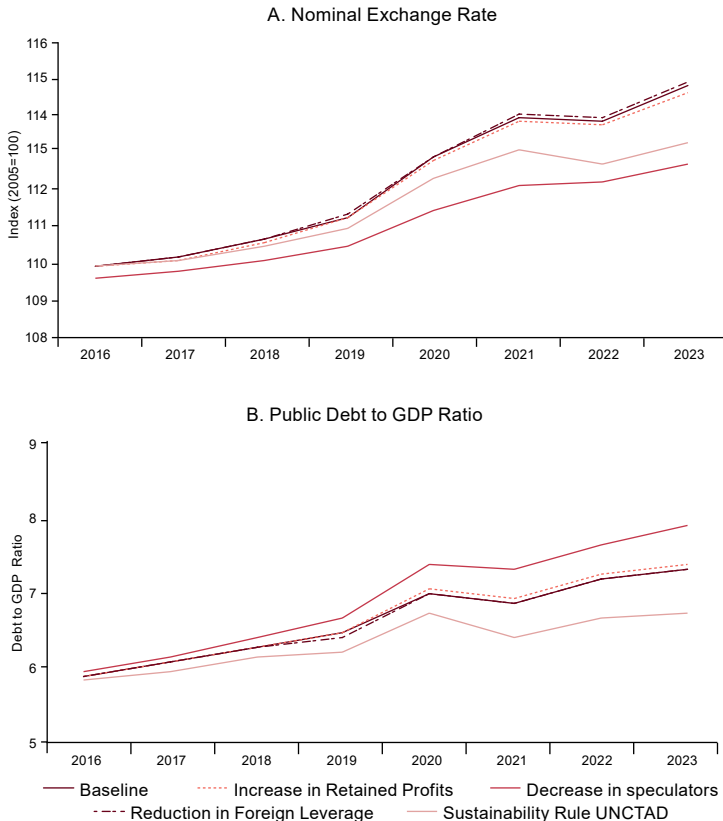 A. Nominal Exchange Rate
116
115
114
115
112
111
110
109
108
Index (2005=100)
2016 2017 2018 2019 2020 2021 2022 2023
B. Public Debt to GDP Ratio
9
8
7
6
5
Debt to GDP Ratio
2016 2017 2018 2019 2020 2021 2022 2023
Baseline Increase in Retained Profits Decrease in speculators
Reduction in Foreign Leverage Sustainability Rule UNCTAD